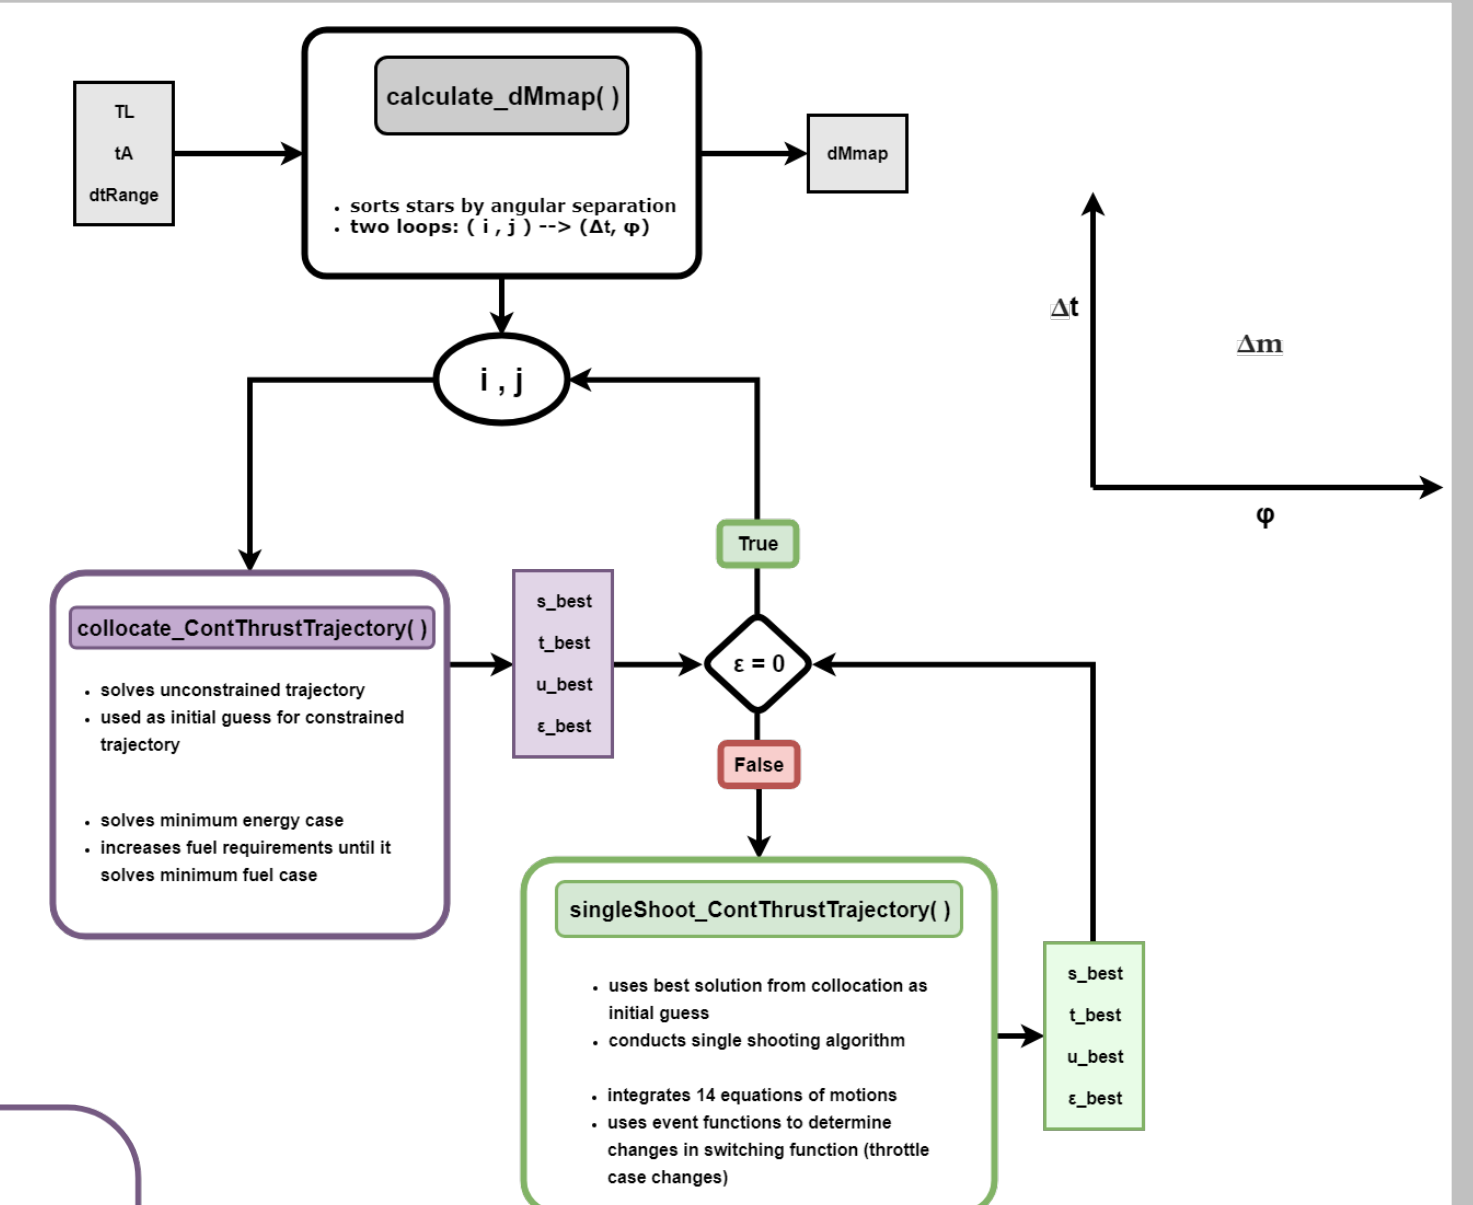 calculate_dMmap( )
TL
tA
dtRange
dMmap
• sorts stars by angular separation
• two loops: ( i , j ) --> (Δt, φ)
i , j
Δt
Δm
φ
True
collocate_ContThrustTrajectory( )
• solves unconstrained trajectory
• used as initial guess for constrained
trajectory
• solves minimum energy case
• increases fuel requirements until it
solves minimum fuel case
s_best
t_best
u_best
ε_best
ε = 0
False
singleShoot_ContThrustTrajectory( )
• uses best solution from collocation as
initial guess
• conducts single shooting algorithm
• integrates 14 equations of motions
• uses event functions to determine
changes in switching function (throttle
case changes)
s_best
t_best
u_best
ε_best